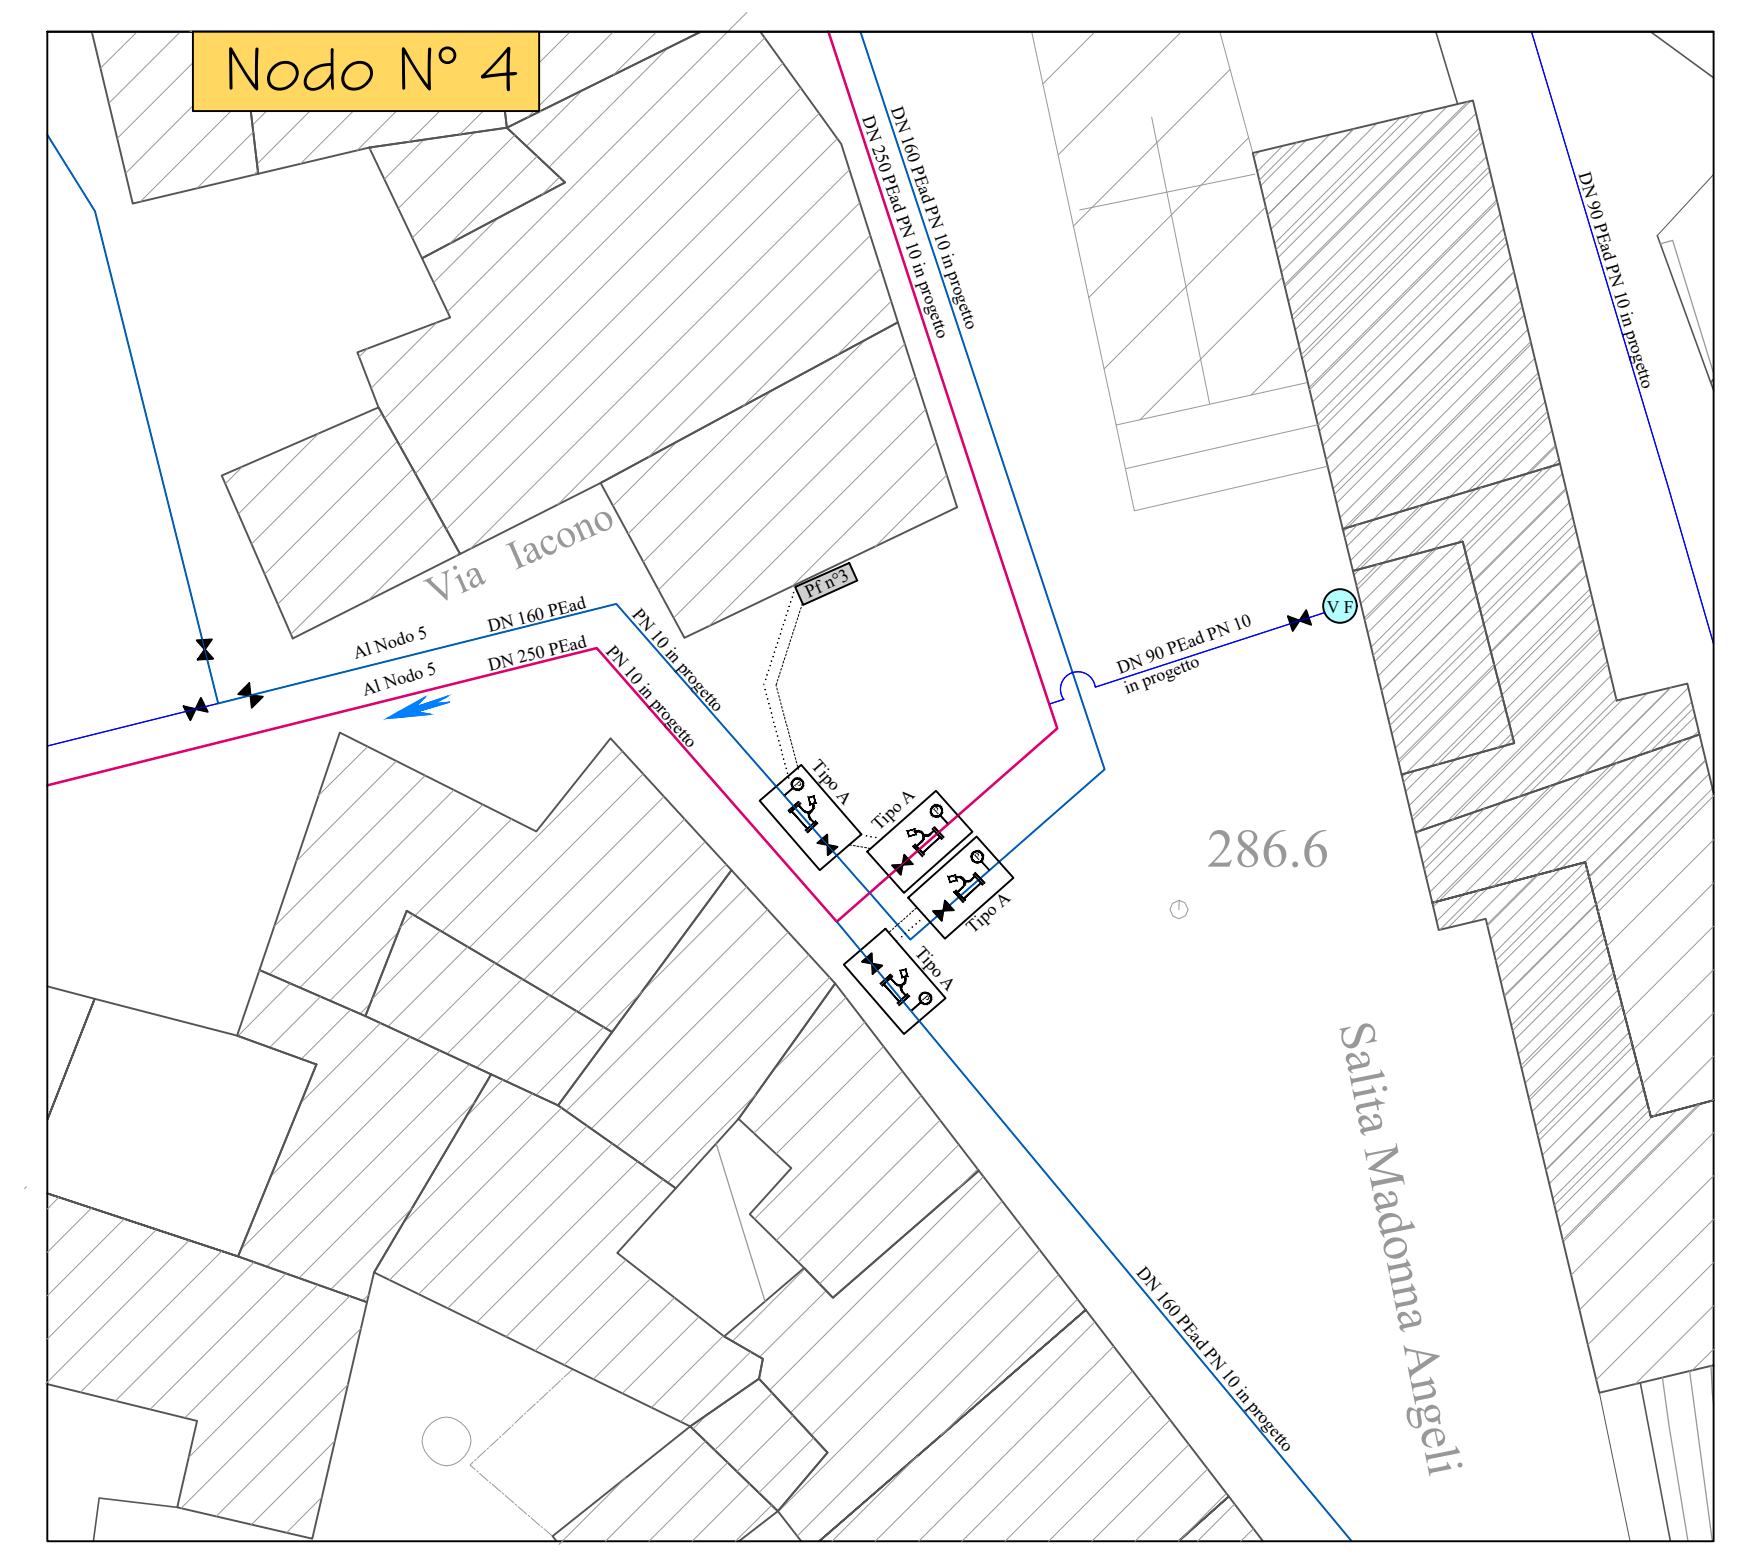 Nodo N° 4
DN 250 PEad PN 10 in progetto
DN 160 PEad PN 10 in progetto
DN 90 PEad PN 10 in progetto
Via Iacono
Pf n°3
V F
DN 160 PEad
PN 10 in progetto
Al Nodo 5
DN 250 PEad
PN 10 in progetto
Al Nodo 5
DN 90 PEad PN 10
in progetto
Tipo A
Tipo A
Tipo A
Tipo A
286.6
Salita Madonna Angeli
DN 160 PEad PN 10 in progetto